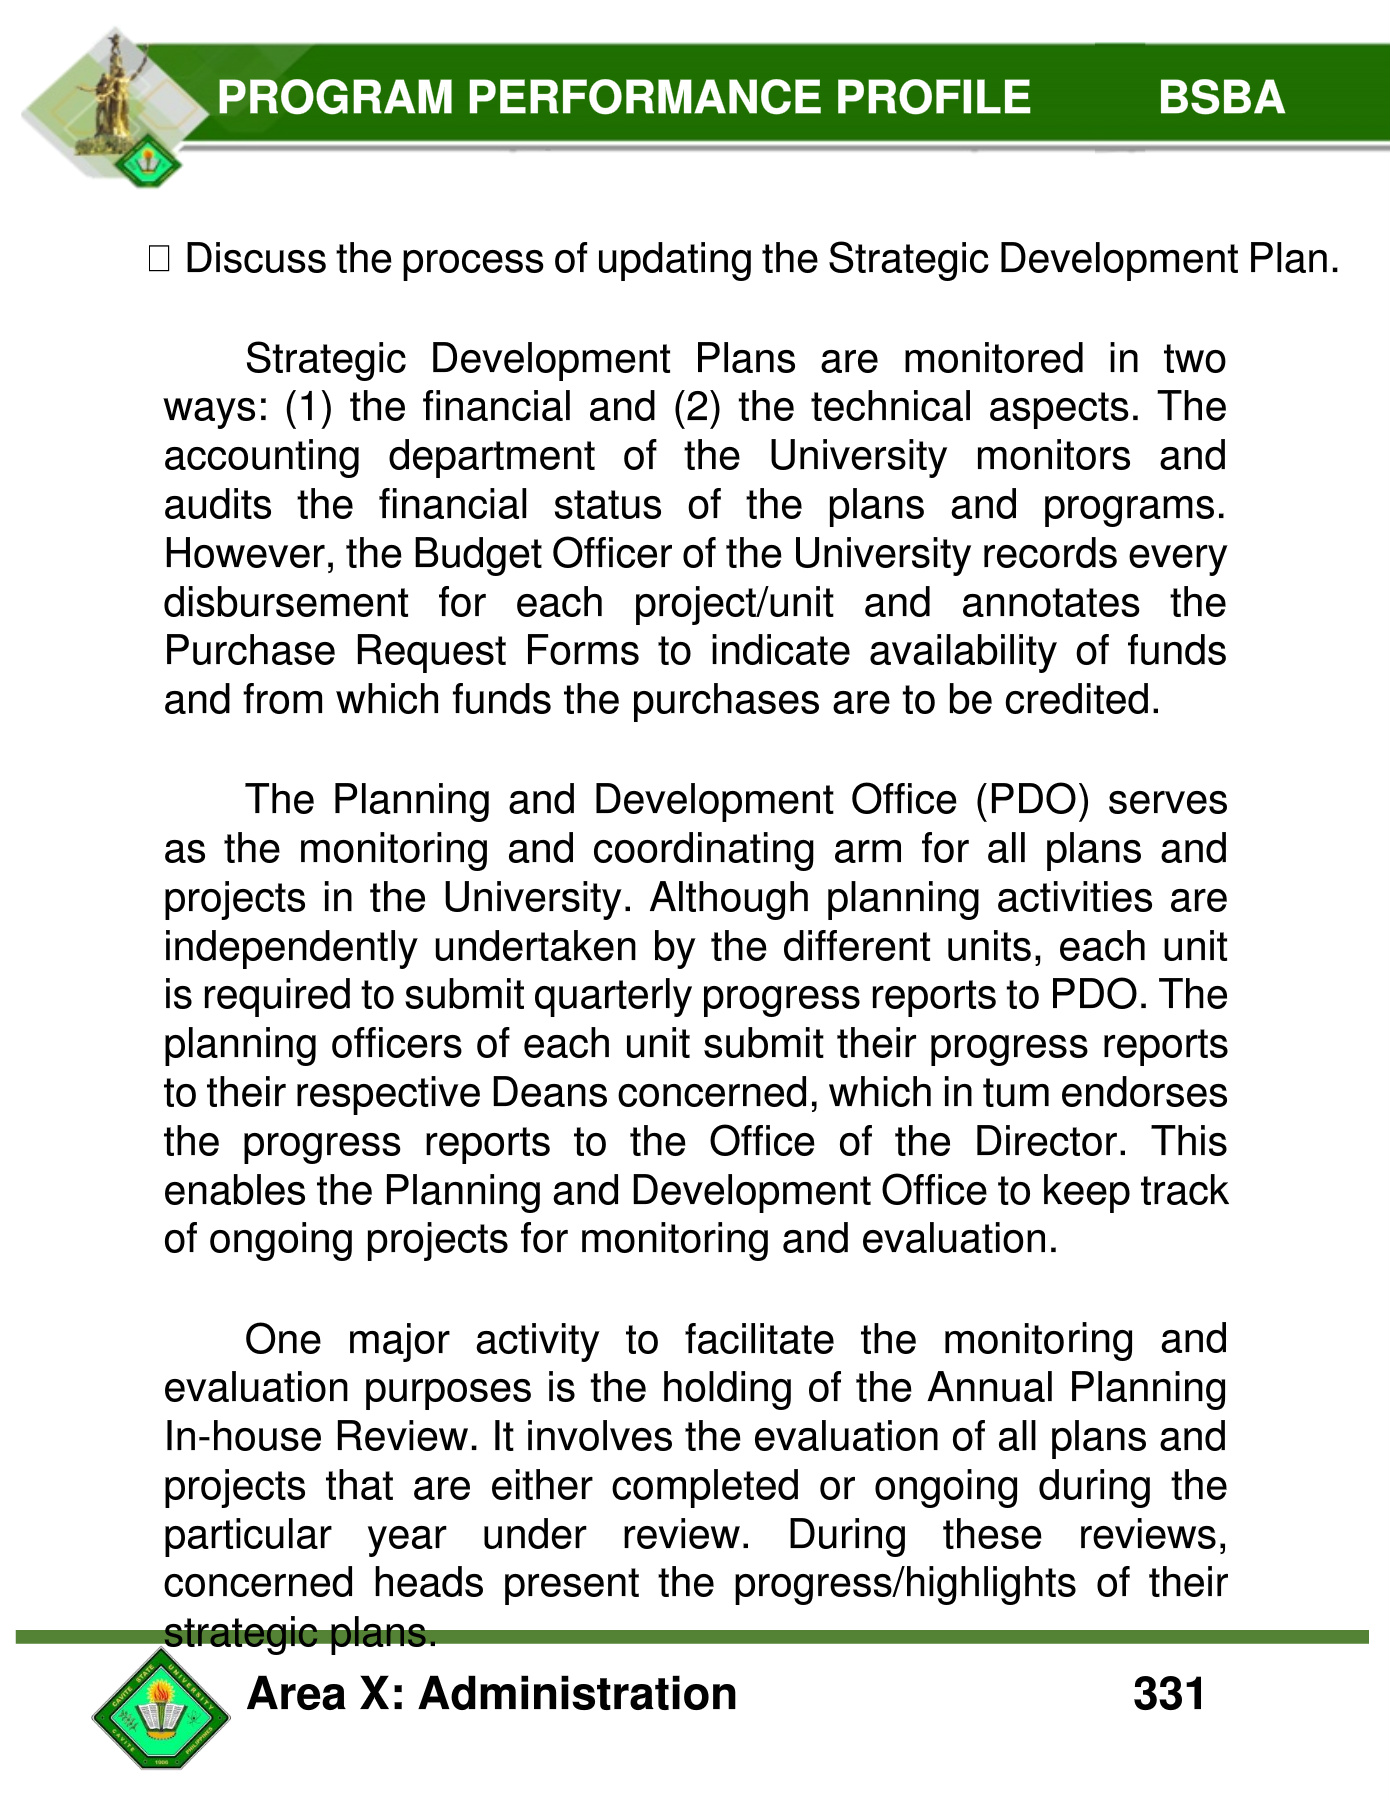 PROGRAM PERFORMANCE PROFILE BSBA
□ Discuss the process of updating the Strategic Development Plan.
Strategic Development Plans are monitored in two
ways: (1) the financial and (2) the technical aspects. The
accounting department of the University monitors and
audits the financial status of the plans and programs.
However, the Budget Officer of the University records every
disbursement for each project/unit and annotates the
Purchase Request Forms to indicate availability of funds
and from which funds the purchases are to be credited.
The Planning and Development Office (PDO) serves
as the monitoring and coordinating arm for all plans and
projects in the University. Although planning activities are
independently undertaken by the different units, each unit
is required to submit quarterly progress reports to PDO. The
planning officers of each unit submit their progress reports
to their respective Deans concerned, which in tum endorses
the progress reports to the Office of the Director. This
enables the Planning and Development Office to keep track
of ongoing projects for monitoring and evaluation.
One major activity to facilitate the monitoring and
evaluation purposes is the holding of the Annual Planning
In-house Review. It involves the evaluation of all plans and
projects that are either completed or ongoing during the
particular year under review. During these reviews,
concerned heads present the progress/highlights of their
strategic plans.
CAVITE STATE UNIVERSITY
CAVITE 1906 PHILIPPINES
Area X: Administration 331